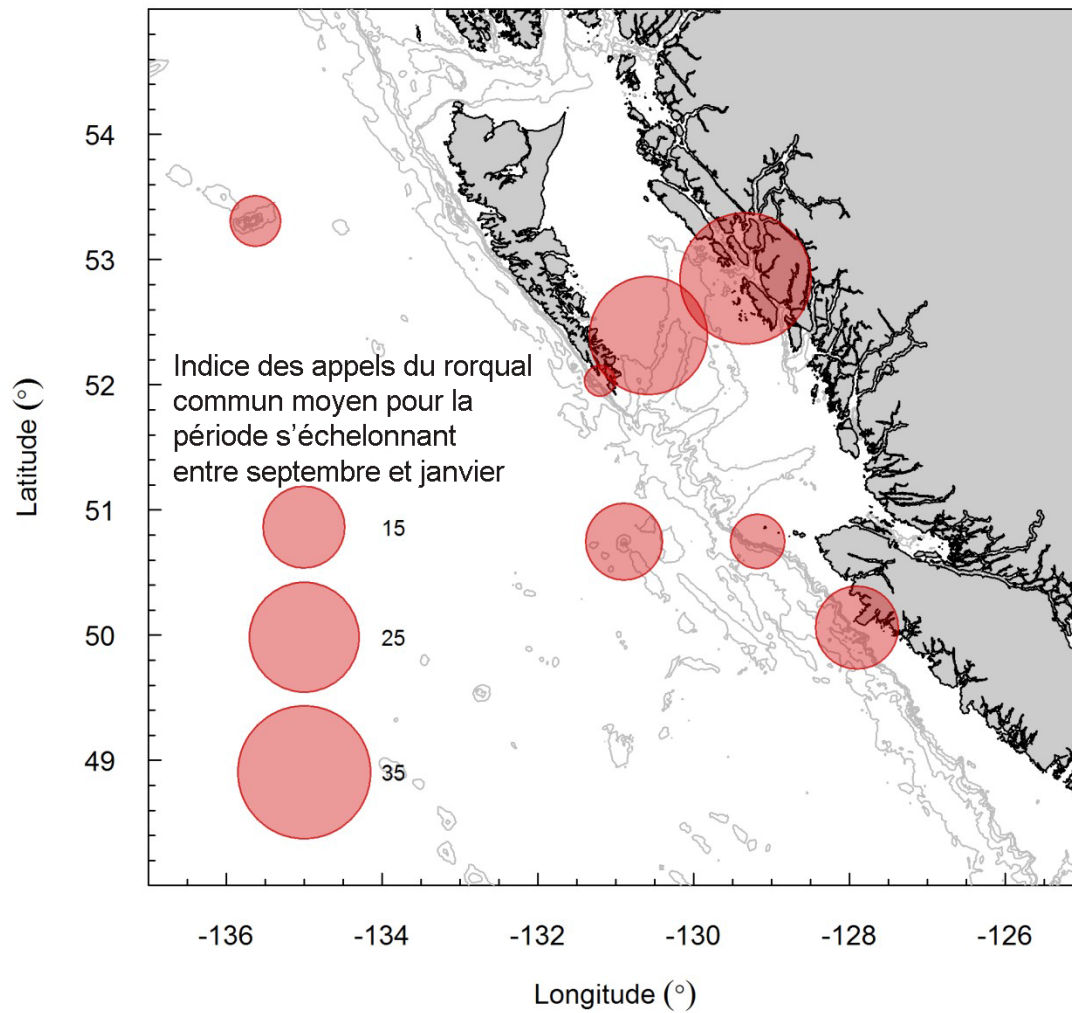 54
53
52
51
50
49
Latitude (°)
Indice des appels du rorqual
commun moyen pour la
période s’échelonnant
entre septembre et janvier
15
25
35
-136
-134
-132
-130
-128
-126
Longitude (°)